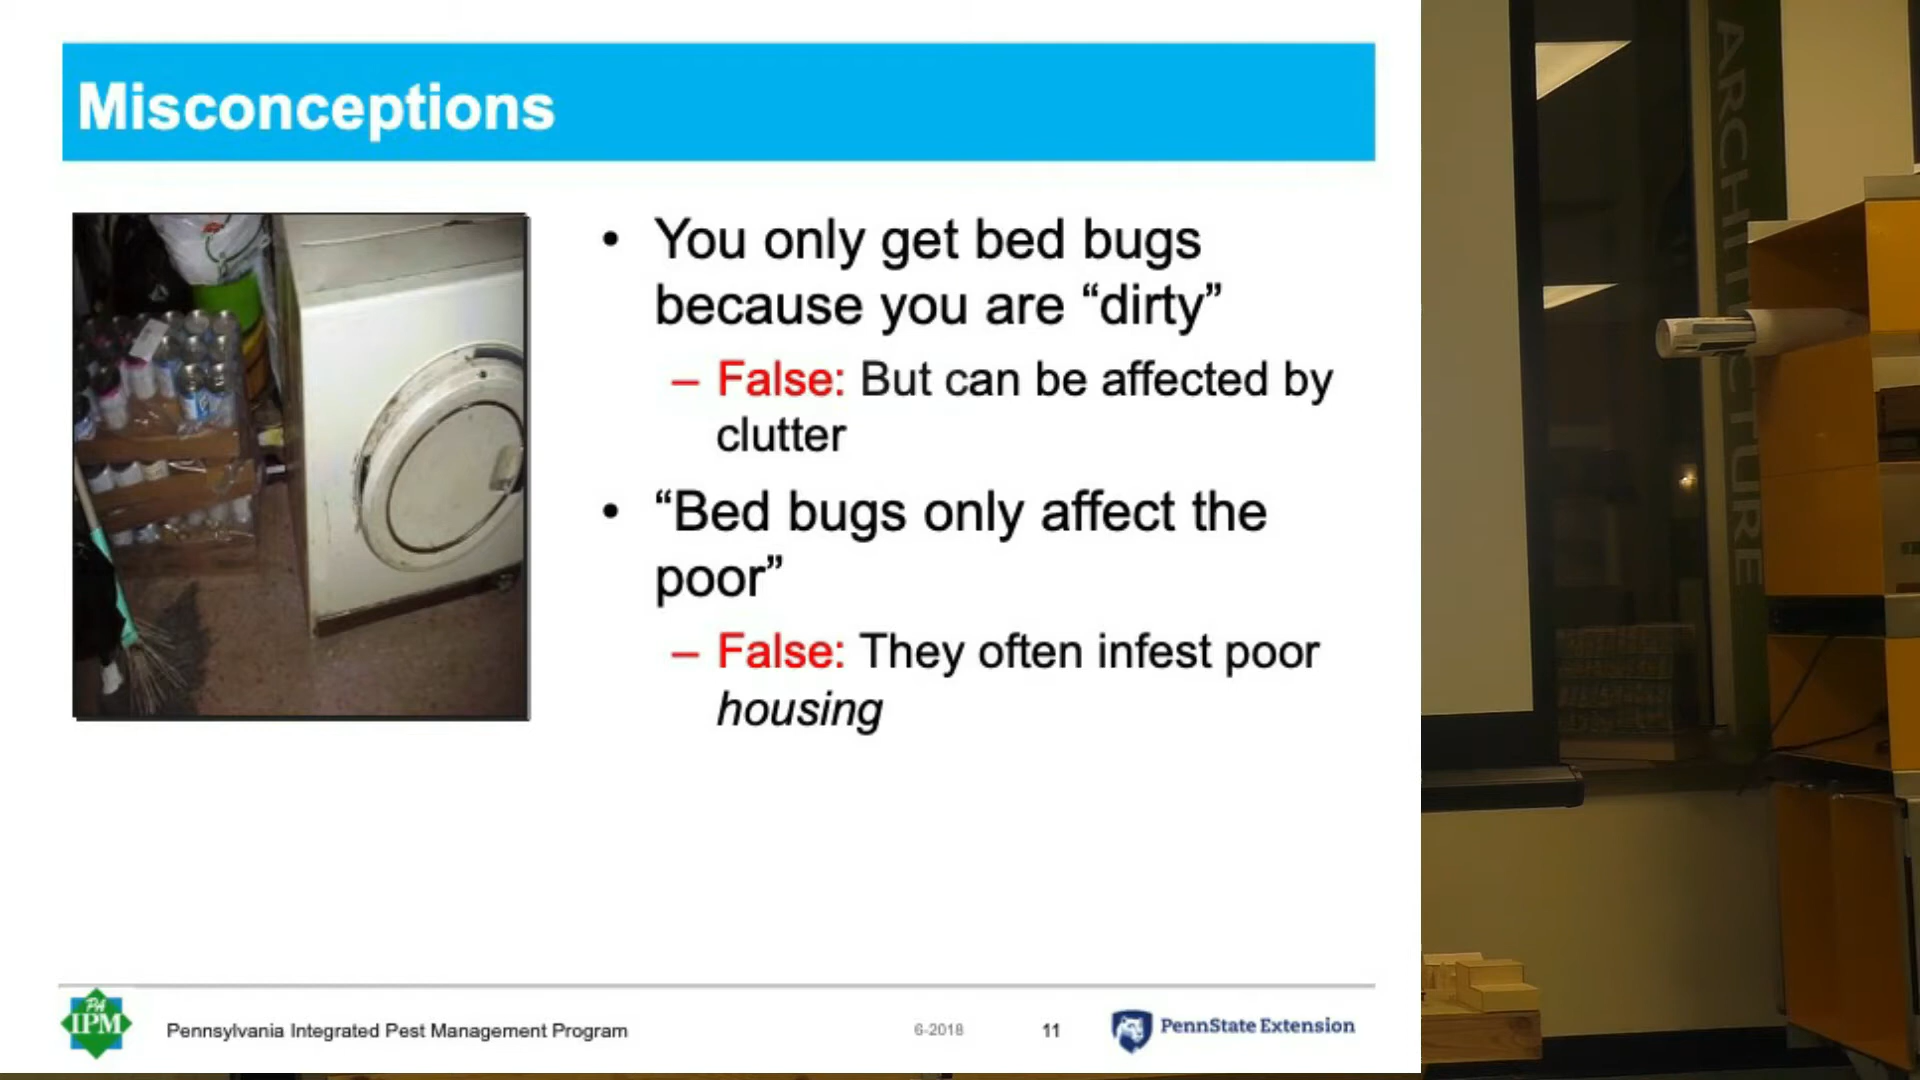 Misconceptions
• You only get bed bugs
because you are “dirty”
– False: But can be affected by
clutter
• “Bed bugs only affect the
poor”
– False: They often infest poor
housing
PA
IPM
Pennsylvania Integrated Pest Management Program
6-2018
11
PennState Extension
ARCHITECTURE